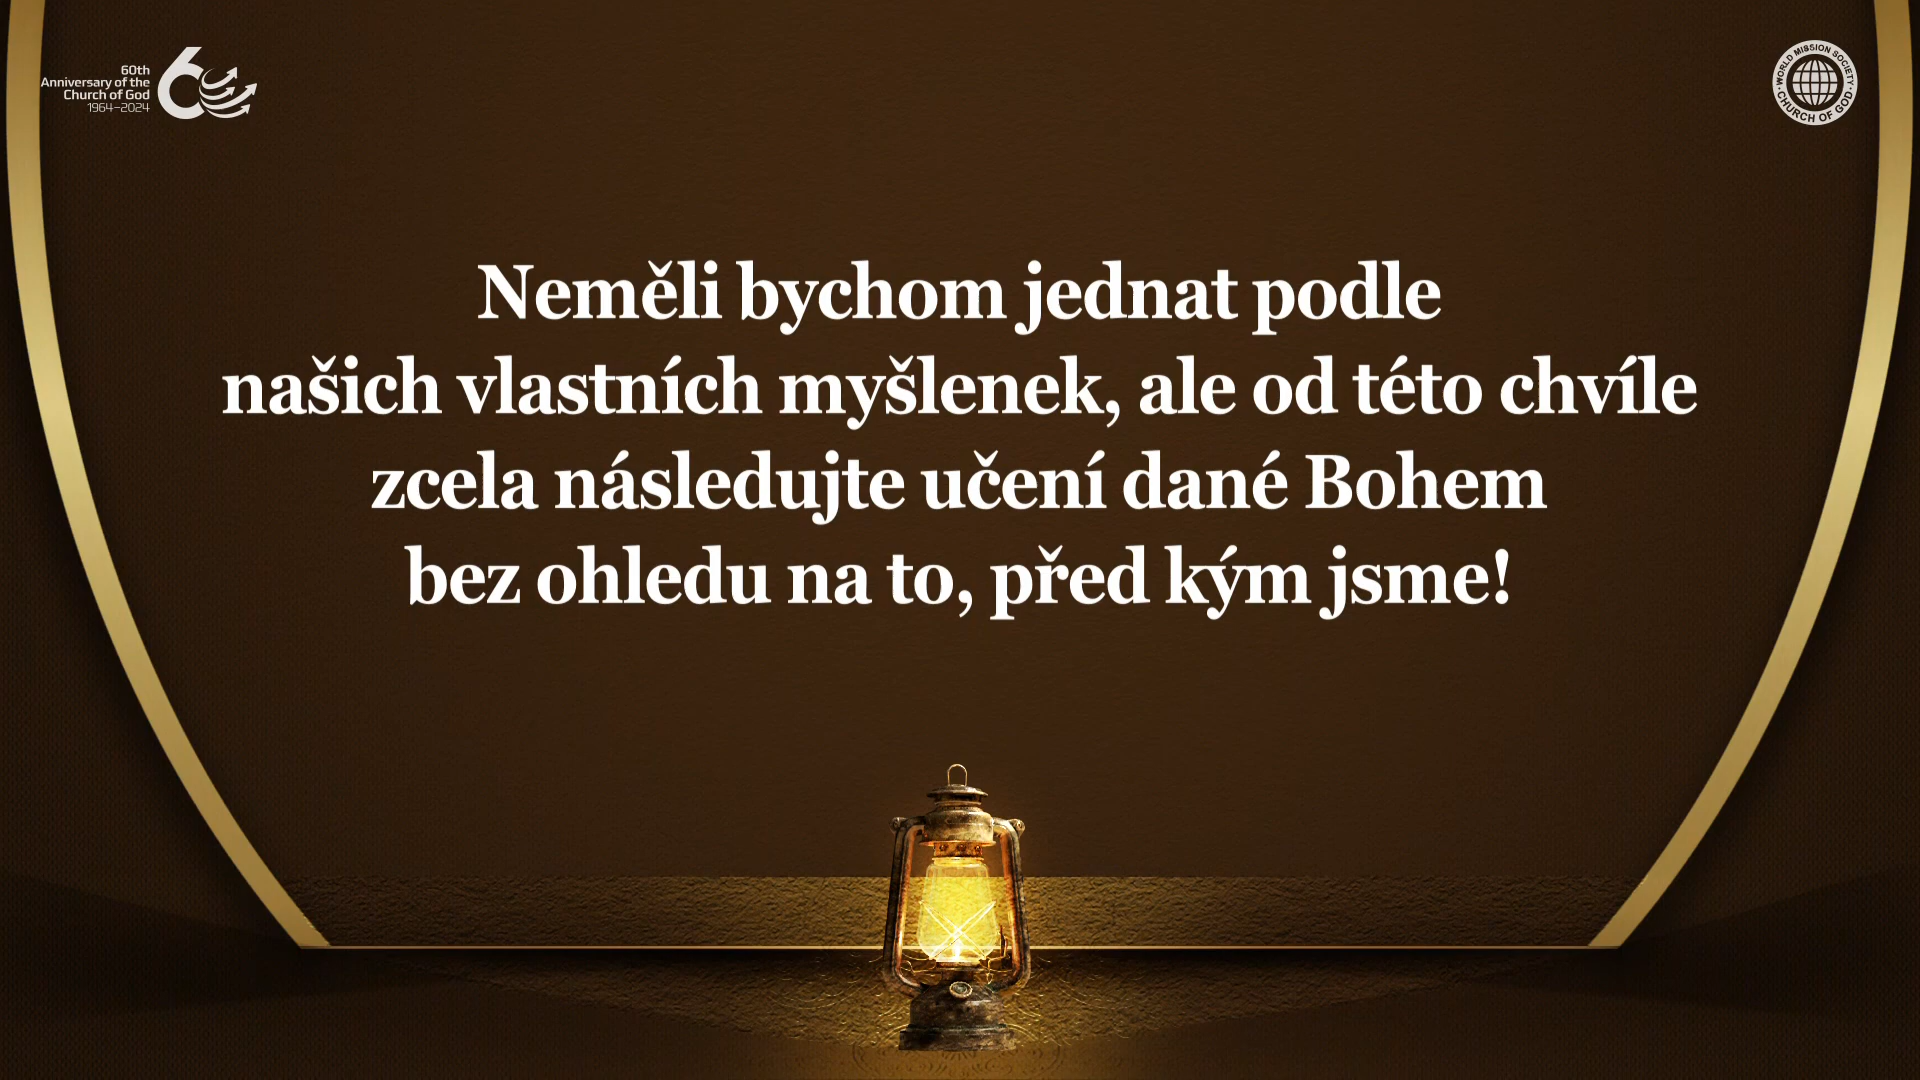 60th
Anniversary of the
Church of God
1964–2024
60
WORLD MISSION SOCIETY
CHURCH OF GOD
Neměli bychom jednat podle
našich vlastních myšlenek, ale od této chvíle
zcela následujte učení dané Bohem
bez ohledu na to, před kým jsme!